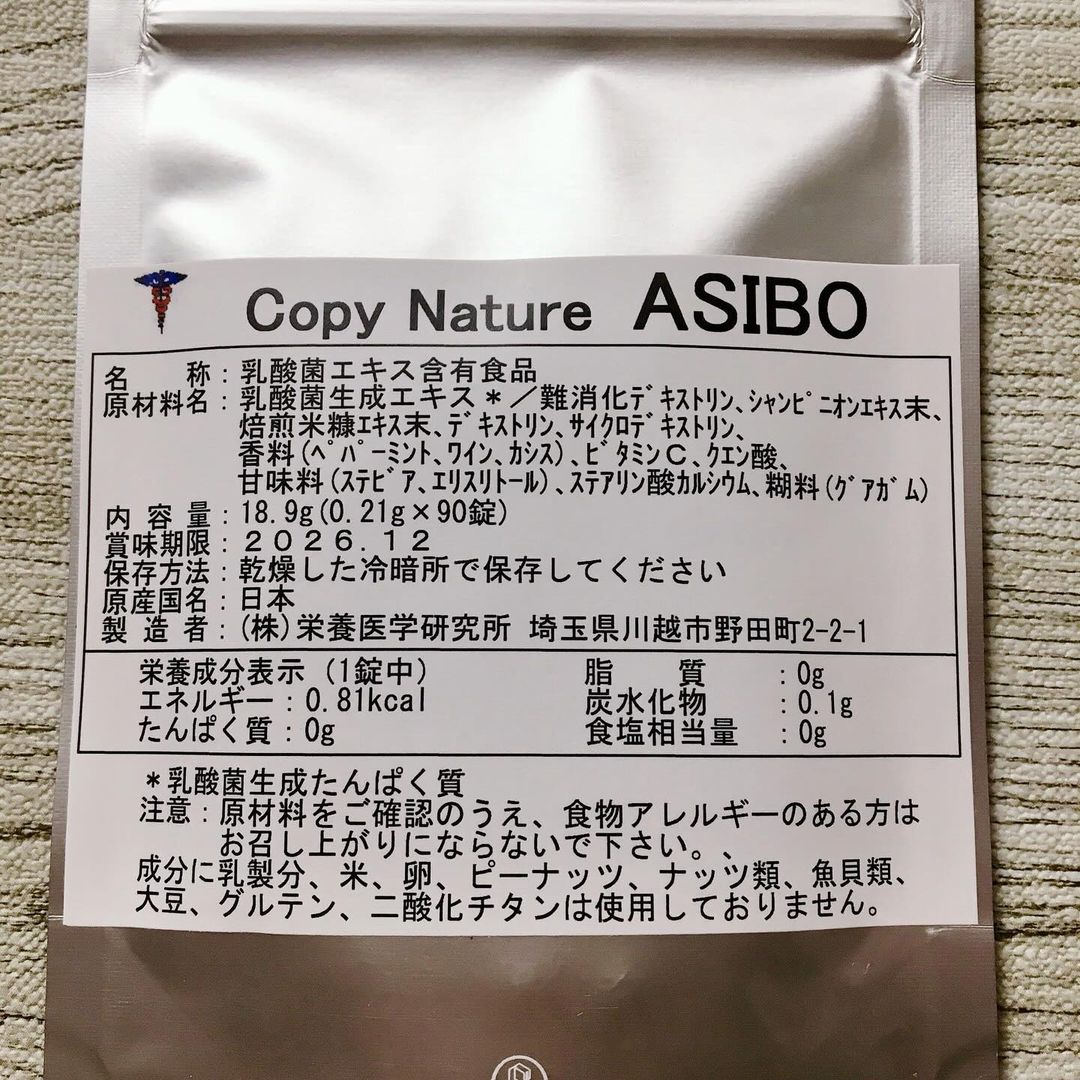 Copy Nature ASIBO
名称：乳酸菌エキス含有食品
原材料名：乳酸菌生成エキス＊／難消化ﾃﾞｷｽﾄﾘﾝ、ｼｬﾝﾋﾟﾆｵﾝｴｷｽ末、
焙煎米糠ｴｷｽ末、ﾃﾞｷｽﾄﾘﾝ、ｻｲｸﾛﾃﾞｷｽﾄﾘﾝ、
香料(ﾍﾟﾊﾟｰﾐﾝﾄ、ﾜｲﾝ、ｶｼｽ)、ﾋﾞﾀﾐﾝC、ｸｴﾝ酸、
甘味料(ｽﾃﾋﾞｱ、ｴﾘｽﾘﾄｰﾙ)、ｽﾃｱﾘﾝ酸ｶﾙｼｳﾑ、糊料(ｸﾞｱｶﾞﾑ)
内容量：18.9g(0.21g×90錠)
賞味期限：２０２６.１２
保存方法：乾燥した冷暗所で保存してください
原産国名：日本
製造者：(株)栄養医学研究所 埼玉県川越市野田町2-2-1
栄養成分表示（1錠中） 脂質：0g
エネルギー：0.81kcal 炭水化物：0.1g
たんぱく質：0g 食塩相当量：0g
＊乳酸菌生成たんぱく質
注意：原材料をご確認のうえ、食物アレルギーのある方は
お召し上がりにならないで下さい。、
成分に乳製分、米、卵、ピーナッツ、ナッツ類、魚貝類、
大豆、グルテン、二酸化チタンは使用しておりません。